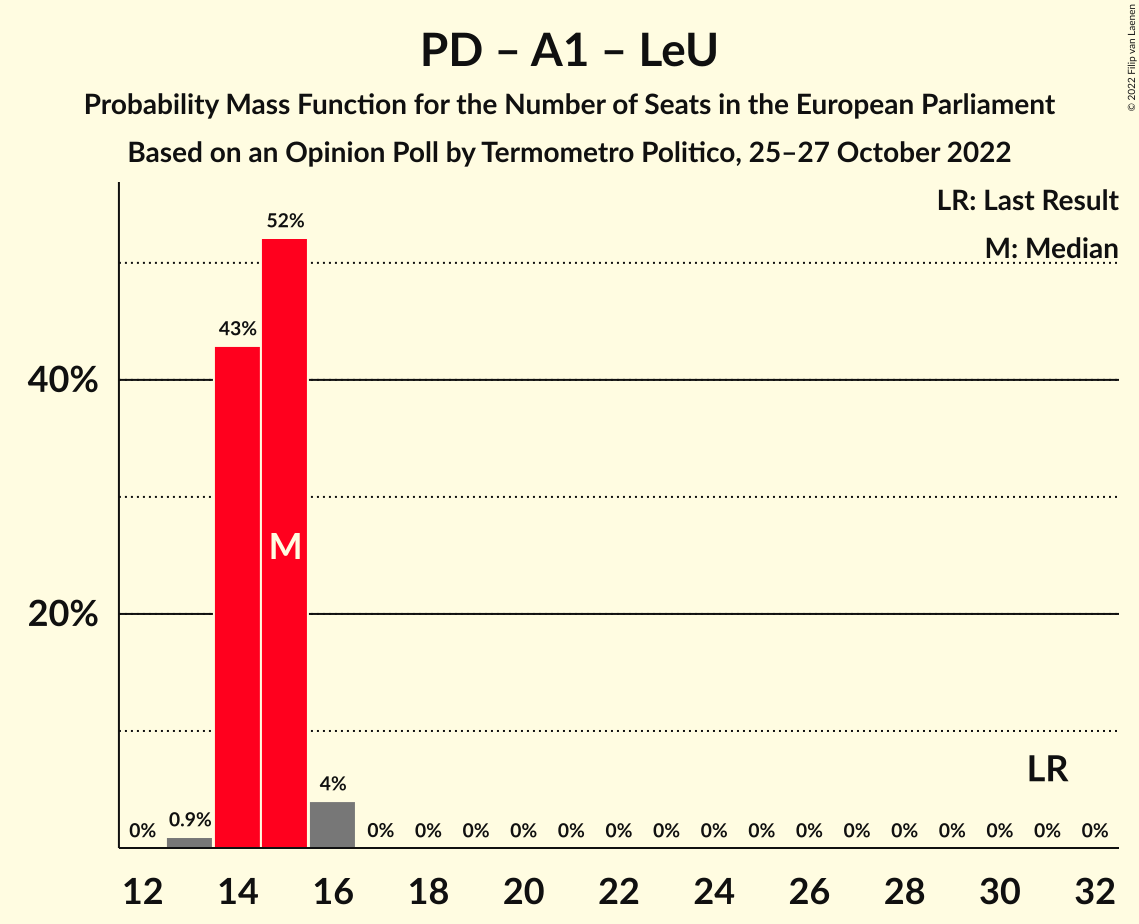 PD – A1 – LeU
Probability Mass Function for the Number of Seats in the European Parliament
Based on an Opinion Poll by Termometro Politico, 25–27 October 2022
© 2022 Filip van Laenen
LR: Last Result
M: Median
52%
43%
40%
M
20%
LR
4%
0% 0.9% 0% 0% 0% 0% 0% 0% 0% 0% 0% 0% 0% 0% 0% 0% 0% 0%
12 14 16 18 20 22 24 26 28 30 32